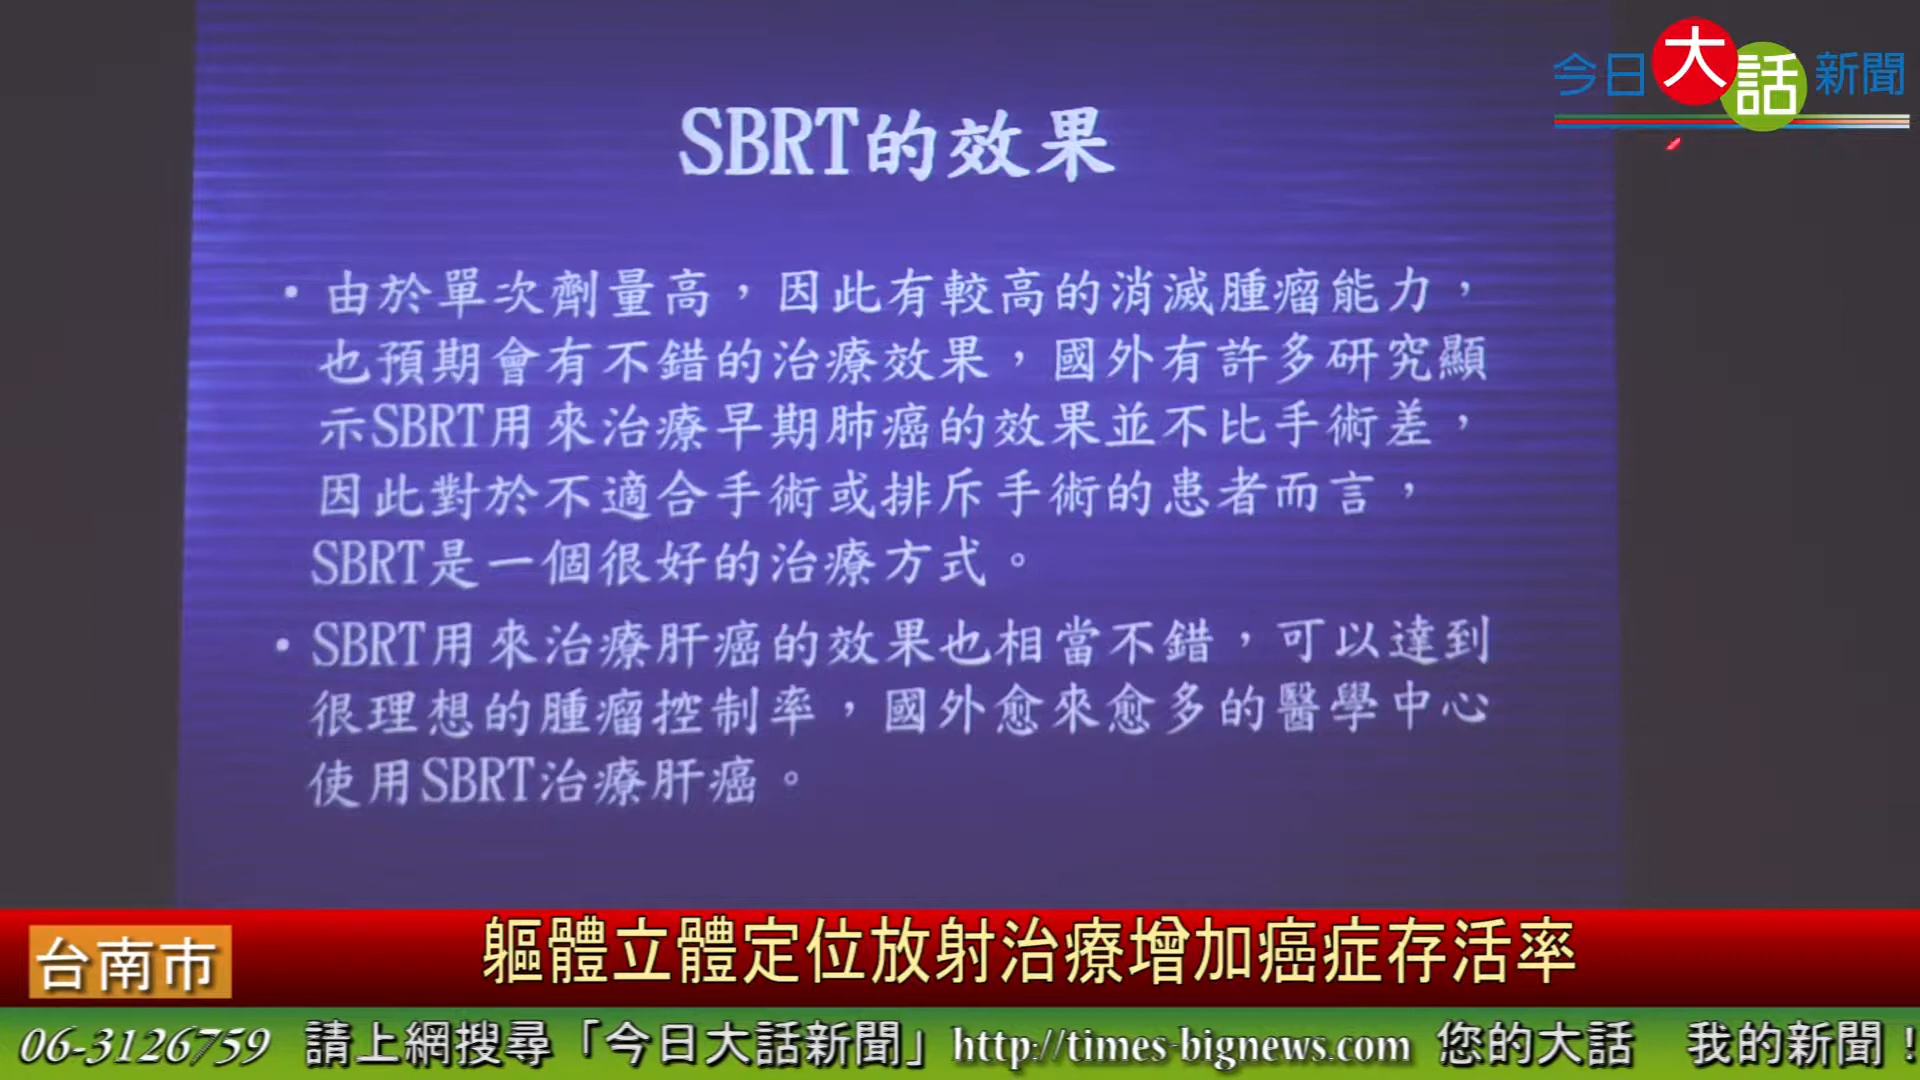 今日大話新聞
SBRT的效果
•由於單次劑量高，因此有較高的消滅腫瘤能力，
也預期會有不錯的治療效果，國外有許多研究顯
示SBRT用來治療早期肺癌的效果並不比手術差，
因此對於不適合手術或排斥手術的患者而言，
SBRT是一個很好的治療方式。
•SBRT用來治療肝癌的效果也相當不錯，可以達到
很理想的腫瘤控制率，國外愈來愈多的醫學中心
使用SBRT治療肝癌。
台南市
軀體立體定位放射治療增加癌症存活率
06-3126759 請上網搜尋「今日大話新聞」http://times-bignews.com 您的大話 我的新聞！